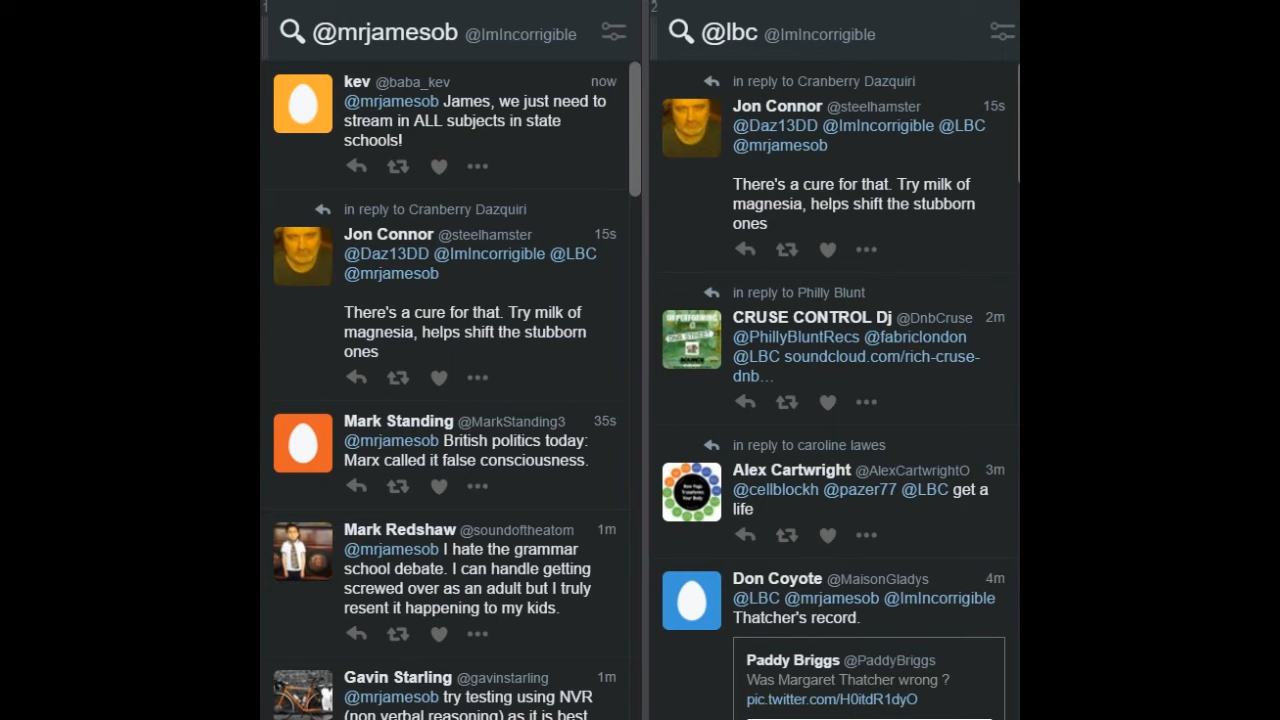 1
@mrjamesob @ImIncorrigible
kev @baba_kev now
@mrjamesob James, we just need to
stream in ALL subjects in state
schools!
in reply to Cranberry Dazquiri
Jon Connor @steelhamster 15s
@Daz13DD @ImIncorrigible @LBC
@mrjamesob
There's a cure for that. Try milk of
magnesia, helps shift the stubborn
ones
Mark Standing @MarkStanding3 35s
@mrjamesob British politics today:
Marx called it false consciousness.
Mark Redshaw @soundoftheatom 1m
@mrjamesob I hate the grammar
school debate. I can handle getting
screwed over as an adult but I truly
resent it happening to my kids.
Gavin Starling @gavinstarling 1m
@mrjamesob try testing using NVR
(non verbal reasoning) as it is best
2
@lbc @ImIncorrigible
in reply to Cranberry Dazquiri
Jon Connor @steelhamster 15s
@Daz13DD @ImIncorrigible @LBC
@mrjamesob
There's a cure for that. Try milk of
magnesia, helps shift the stubborn
ones
in reply to Philly Blunt
CRUSE CONTROL Dj @DnbCruse 2m
@PhillyBluntRecs @fabriclondon
@LBC soundcloud.com/rich-cruse-
dnb…
in reply to caroline lawes
Alex Cartwright @AlexCartwrightO 3m
@cellblockh @pazer77 @LBC get a
life
Don Coyote @MaisonGladys 4m
@LBC @mrjamesob @ImIncorrigible
Thatcher's record.
Paddy Briggs @PaddyBriggs
Was Margaret Thatcher wrong ?
pic.twitter.com/H0itdR1dyO